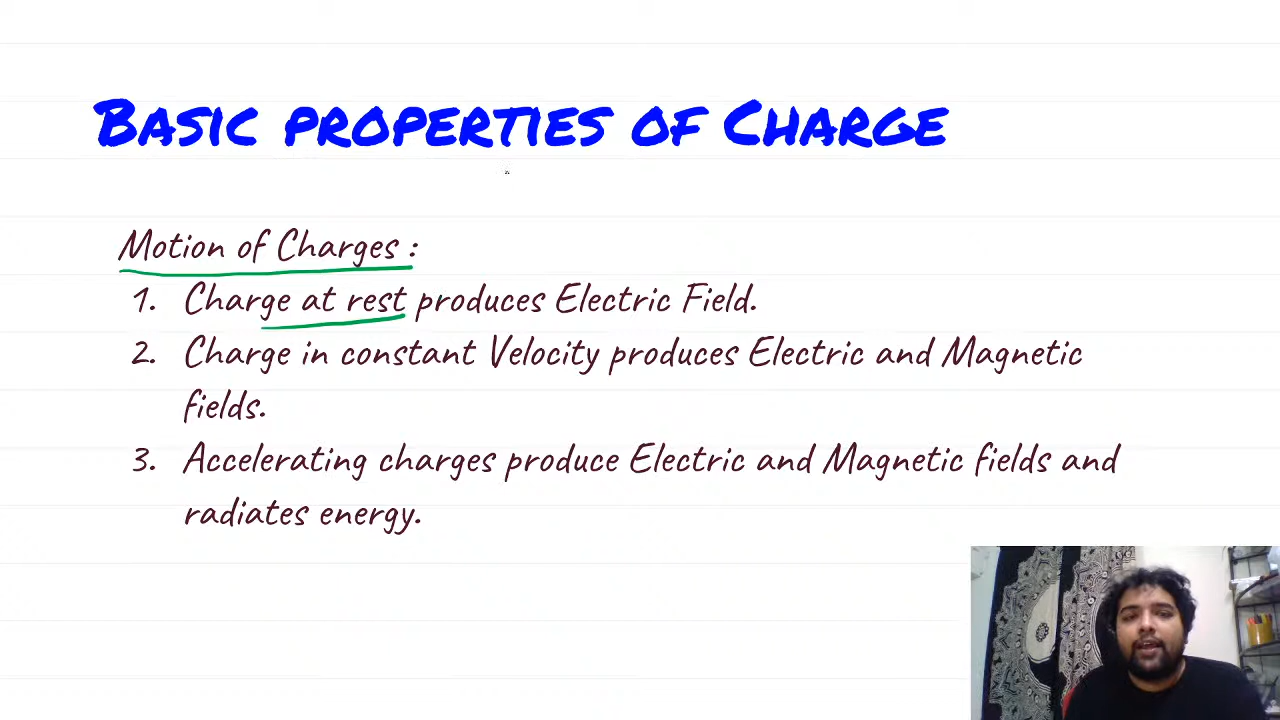 Basic properties of Charge
Motion of Charges :
1. Charge at rest produces Electric Field.
2. Charge in constant Velocity produces Electric and Magnetic
fields.
3. Accelerating charges produce Electric and Magnetic fields and
radiates energy.